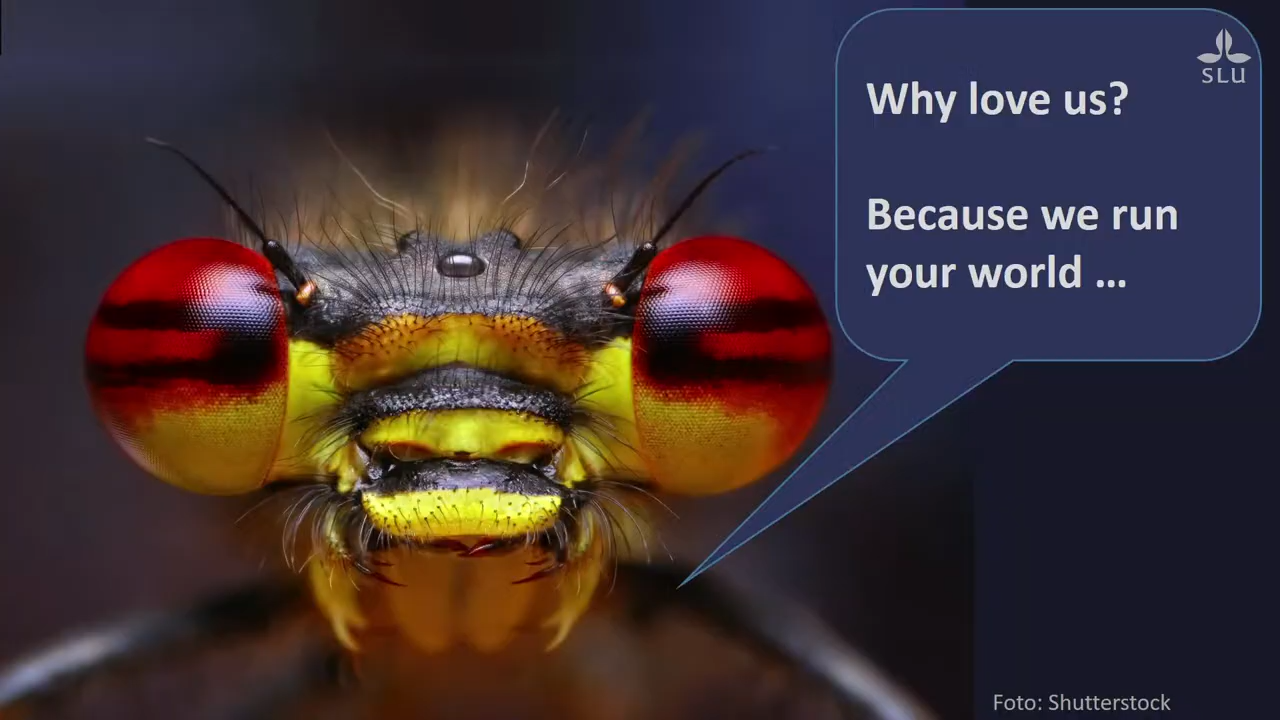 SLU
Why love us?
Because we run
your world ...
Foto: Shutterstock